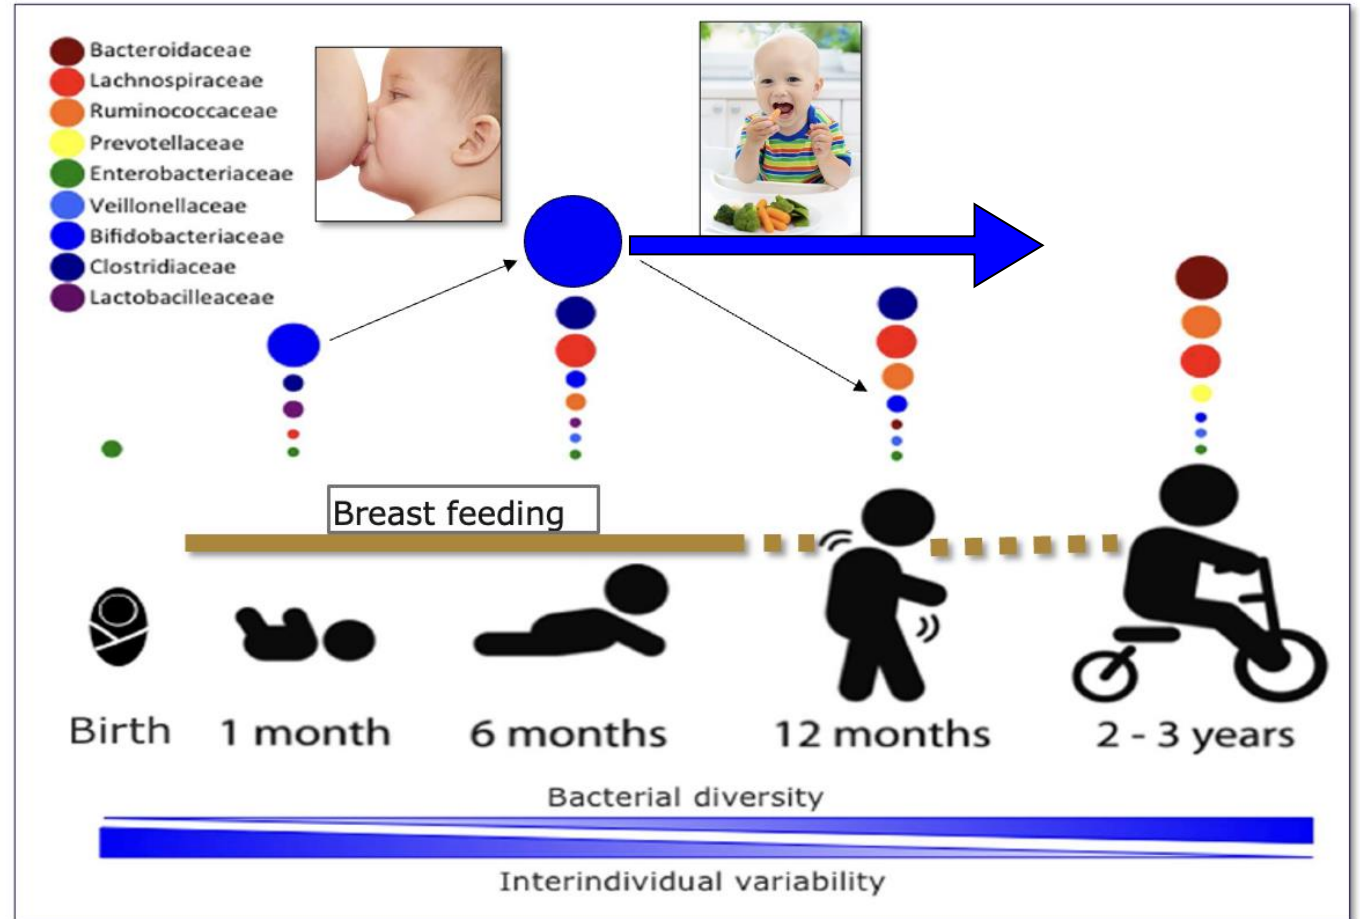 Bacteroidaceae
Lachnospiraceae
Ruminococcaceae
Prevotellaceae
Enterobacteriaceae
Veillonellaceae
Bifidobacteriaceae
Clostridiaceae
Lactobacilleaceae
Breast feeding
Birth
1 month
6 months
12 months
2 - 3 years
Bacterial diversity
Interindividual variability